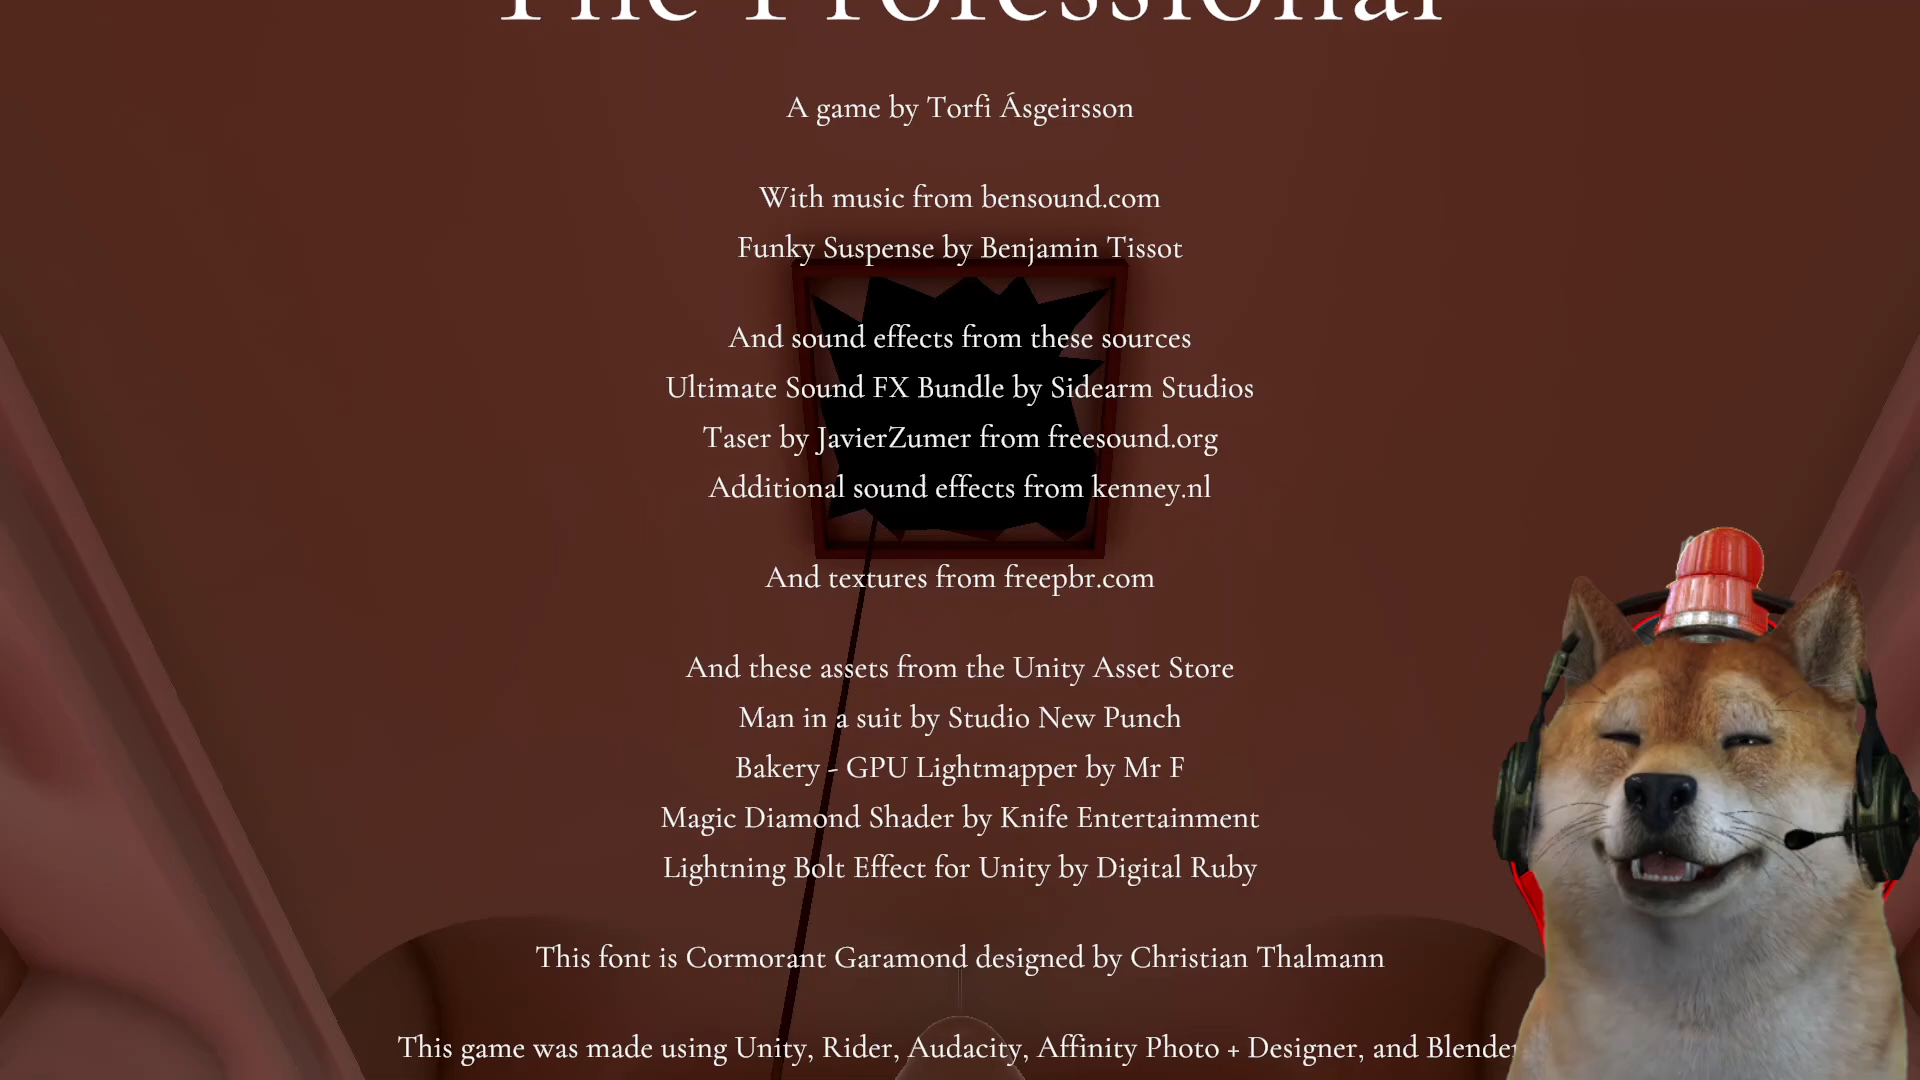 The Professional
A game by Torfi Ásgeirsson
With music from bensound.com
Funky Suspense by Benjamin Tissot
And sound effects from these sources
Ultimate Sound FX Bundle by Sidearm Studios
Taser by JavierZumer from freesound.org
Additional sound effects from kenney.nl
And textures from freepbr.com
And these assets from the Unity Asset Store
Man in a suit by Studio New Punch
Bakery - GPU Lightmapper by Mr F
Magic Diamond Shader by Knife Entertainment
Lightning Bolt Effect for Unity by Digital Ruby
This font is Cormorant Garamond designed by Christian Thalmann
This game was made using Unity, Rider, Audacity, Affinity Photo + Designer, and Blender